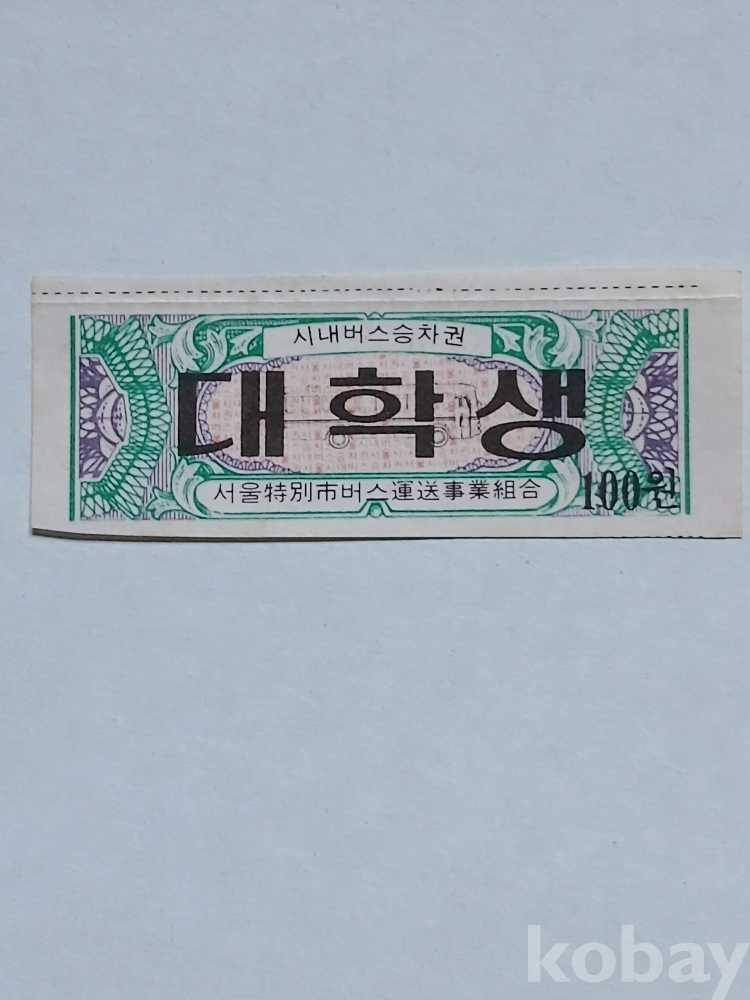 시내버스승차권
대학생
서울特別市버스運送事業組合
100원
kobay